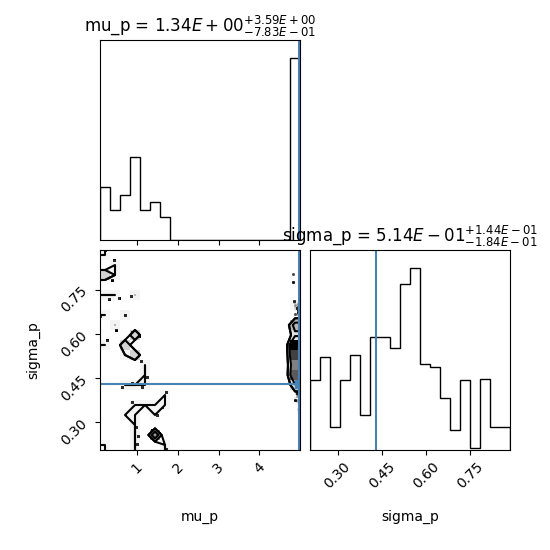 mu_p = 1.34E + 00^{+3.59E+00}_{-7.83E-01}
sigma_p = 5.14E − 01^{+1.44E-01}_{-1.84E-01}
sigma_p
0.75
0.60
0.45
0.30
1 2 3 4
mu_p
0.30 0.45 0.60 0.75
sigma_p